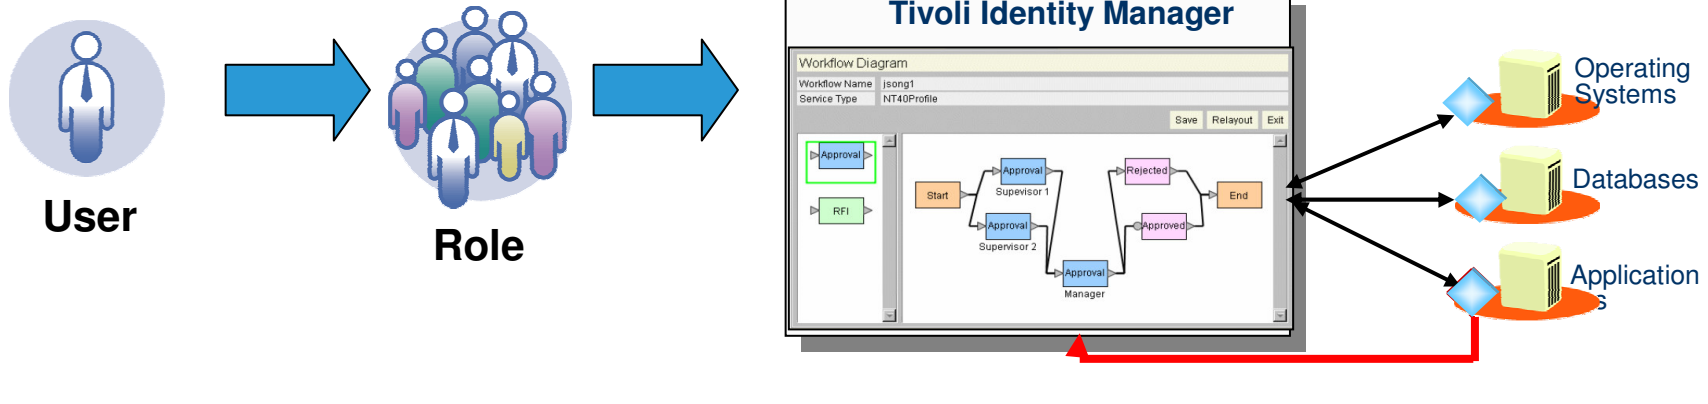 Tivoli Identity Manager
Workflow Diagram
Workflow Name jsong1
Service Type NT40Profile
Save Relayout Exit
Approval
RFI
Start
Approval
Supevisor 1
Approval
Supervisor 2
Approval
Manager
Rejected
Approved
End
User
Role
Operating
Systems
Databases
Application
s